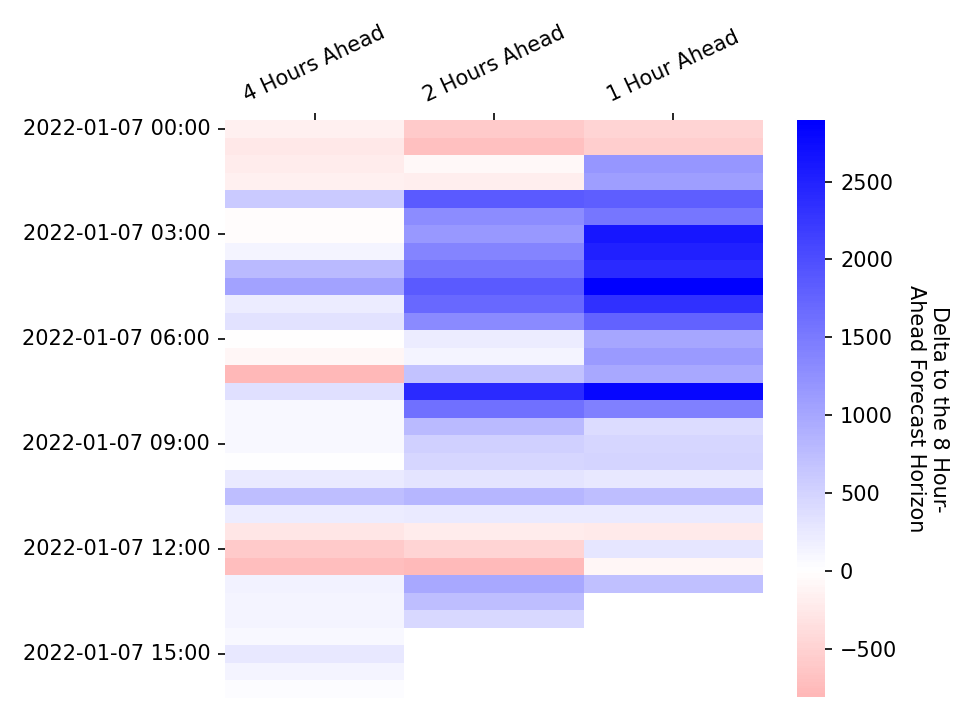 4 Hours Ahead
2 Hours Ahead
1 Hour Ahead
2022-01-07 00:00
2022-01-07 03:00
2022-01-07 06:00
2022-01-07 09:00
2022-01-07 12:00
2022-01-07 15:00
2500
2000
1500
1000
500
0
−500
Delta to the 8 Hour-
Ahead Forecast Horizon